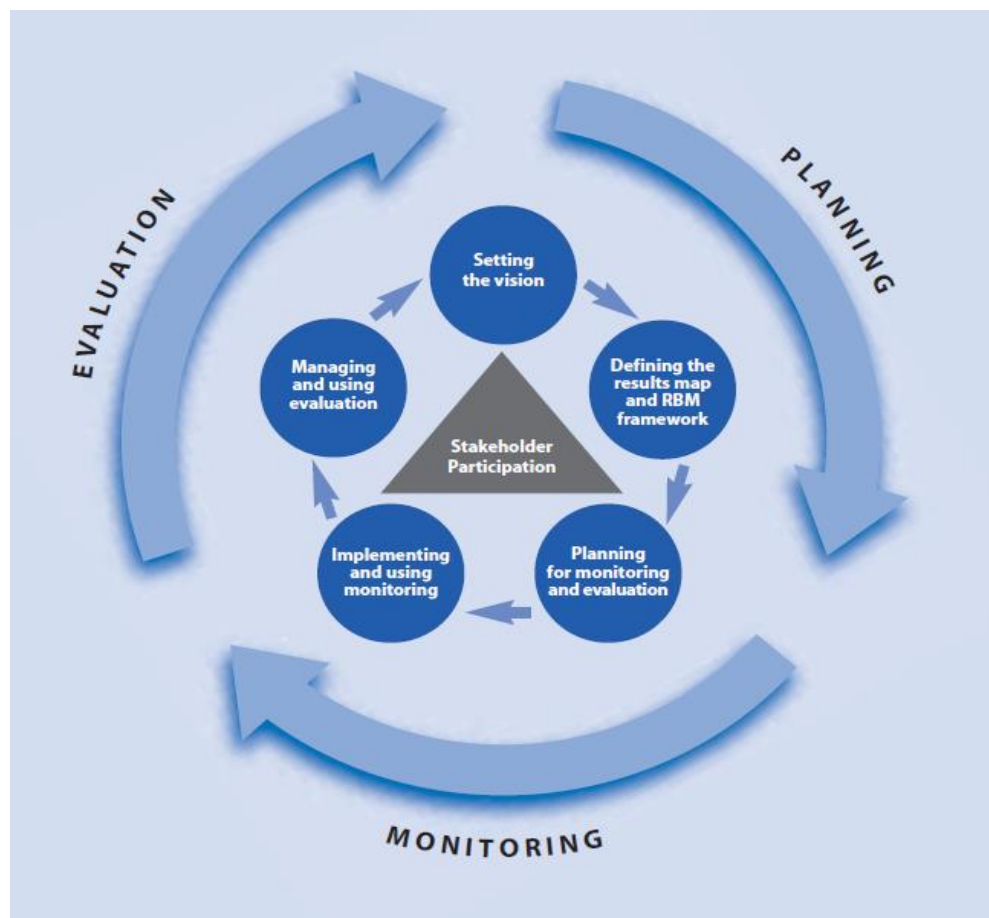 EVALUATION
PLANNING
Setting
the vision
Managing
and using
evaluation
Defining the
results map
and RBM
framework
Stakeholder
Participation
Implementing
and using
monitoring
Planning
for monitoring
and evaluation
MONITORING